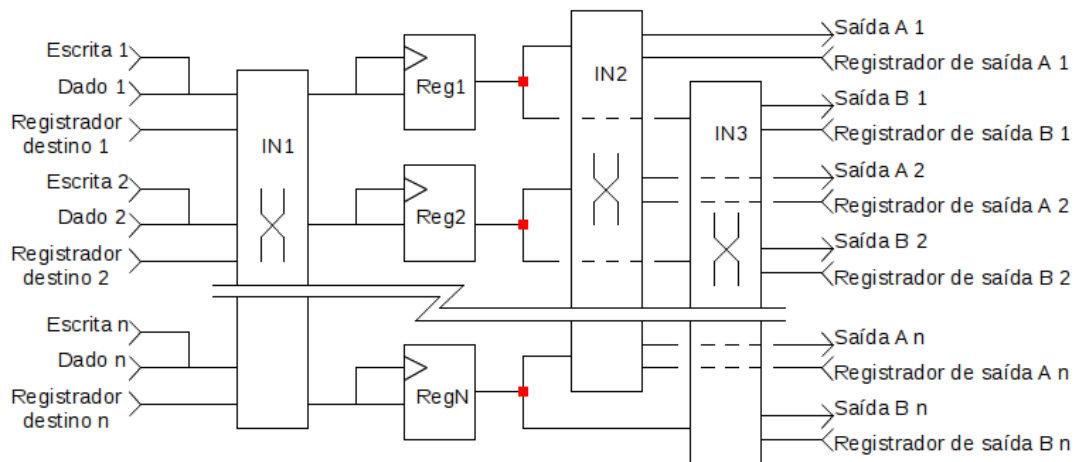 Escrita 1
Dado 1
Registrador
destino 1
Escrita 2
Dado 2
Registrador
destino 2
Escrita n
Dado n
Registrador
destino n
IN1
Reg1
Reg2
RegN
IN2
IN3
Saída A 1
Registrador de saída A 1
Saída B 1
Registrador de saída B 1
Saída A 2
Registrador de saída A 2
Saída B 2
Registrador de saída B 2
Saída A n
Registrador de saída A n
Saída B n
Registrador de saída B n